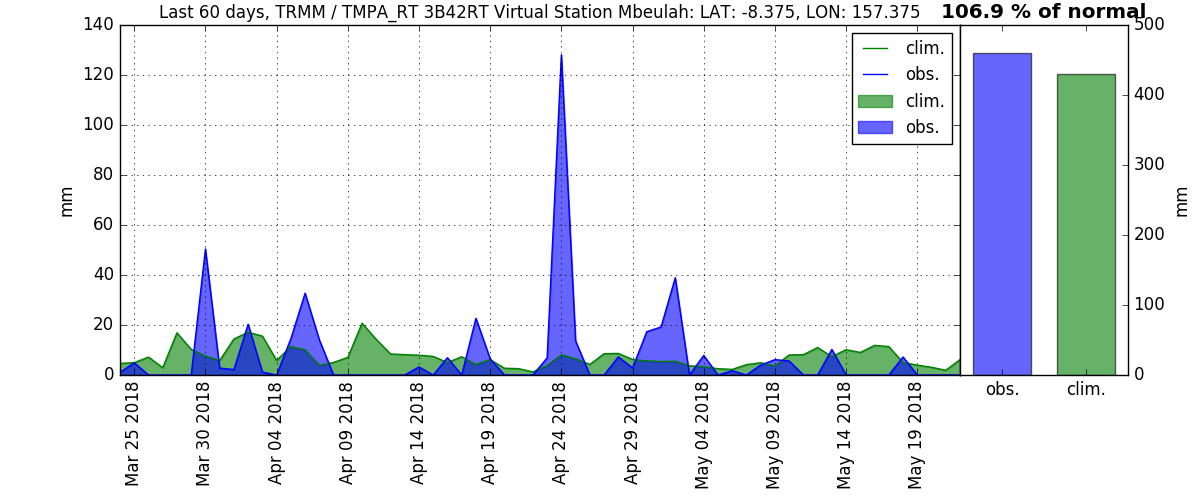 Last 60 days, TRMM / TMPA_RT 3B42RT Virtual Station Mbeulah: LAT: -8.375, LON: 157.375
106.9 % of normal
140
120
100
80
60
40
20
0
mm
clim.
obs.
clim.
obs.
Mar 25 2018
Mar 30 2018
Apr 04 2018
Apr 09 2018
Apr 14 2018
Apr 19 2018
Apr 24 2018
Apr 29 2018
May 04 2018
May 09 2018
May 14 2018
May 19 2018
500
400
300
200
100
0
mm
obs.
clim.